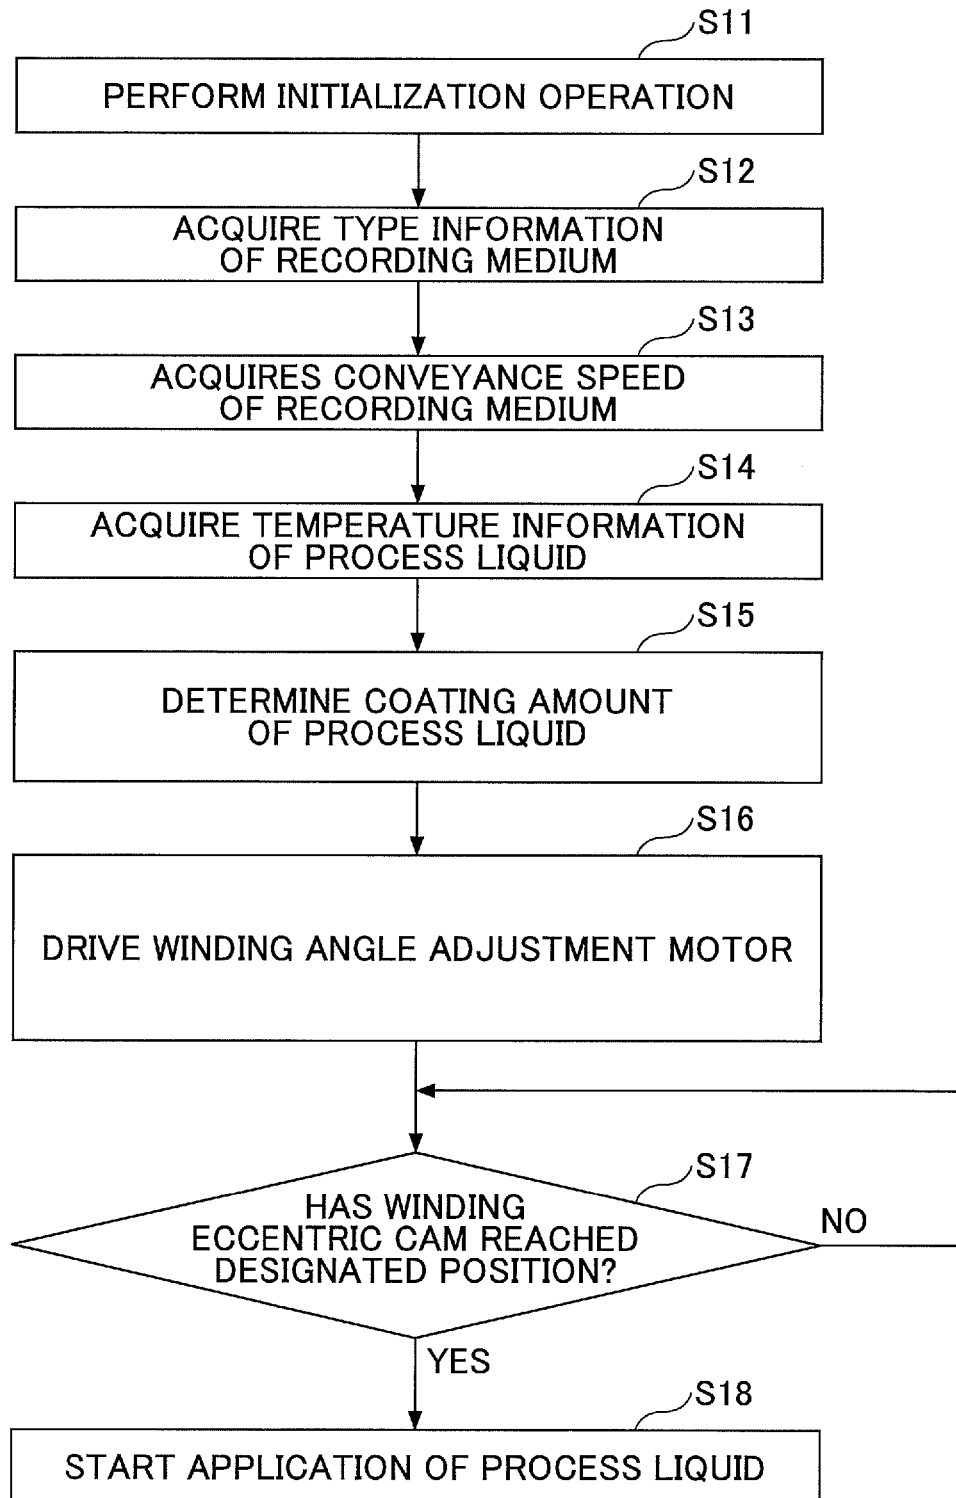 S11
PERFORM INITIALIZATION OPERATION
S12
ACQUIRE TYPE INFORMATION
OF RECORDING MEDIUM
S13
ACQUIRES CONVEYANCE SPEED
OF RECORDING MEDIUM
S14
ACQUIRE TEMPERATURE INFORMATION
OF PROCESS LIQUID
S15
DETERMINE COATING AMOUNT
OF PROCESS LIQUID
S16
DRIVE WINDING ANGLE ADJUSTMENT MOTOR
S17
HAS WINDING
ECCENTRIC CAM REACHED
DESIGNATED POSITION?
NO
YES
S18
START APPLICATION OF PROCESS LIQUID